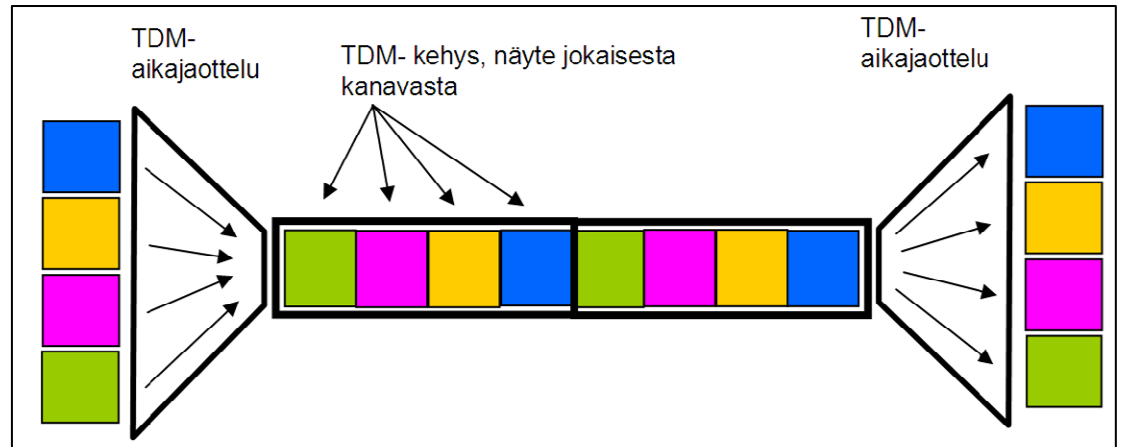 TDM-
aikajaottelu
TDM- kehys, näyte jokaisesta
kanavasta
TDM-
aikajaottelu